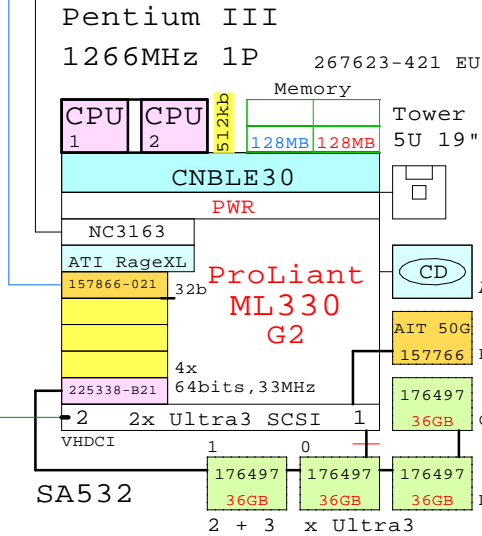 Pentium III
1266MHz 1P
267623-421 EU
Memory
CPU
1
CPU
2
512kb
128MB
128MB
Tower
5U 19"
CNBLE30
PWR
NC3163
ATI RageXL
157866-021
32b
ProLiant
ML330
G2
CD
AIT 50G
157766
4x
64bits,33MHz
225338-B21
176497
36GB
2
2x Ultra3 SCSI
1
VHDCI
1
0
SA532
176497
36GB
176497
36GB
176497
36GB
2 + 3
x Ultra3